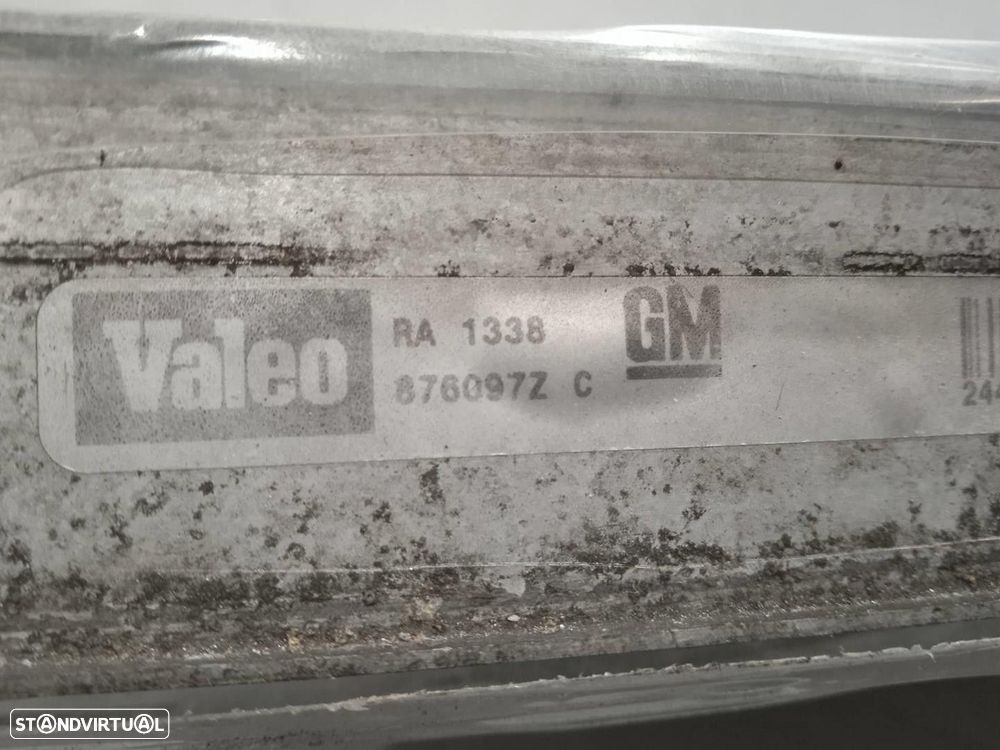 Valeo
RA 1338
876097Z C
GM
STANDVIRTUAL